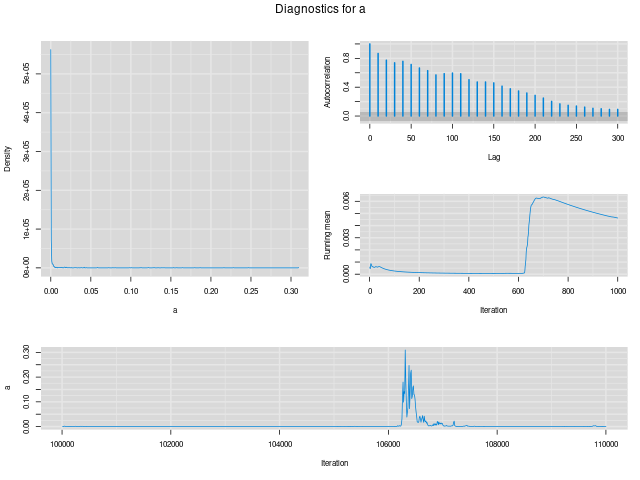 Diagnostics for a
Density
0e+00 1e+05 2e+05 3e+05 4e+05 5e+05
0.00 0.05 0.10 0.15 0.20 0.25 0.30
a
Autocorrelation
0.0 0.4 0.8
0 50 100 150 200 250 300
Lag
Running mean
0.000 0.003 0.006
0 200 400 600 800 1000
Iteration
a
0.00 0.10 0.20 0.30
100000 102000 104000 106000 108000 110000
Iteration